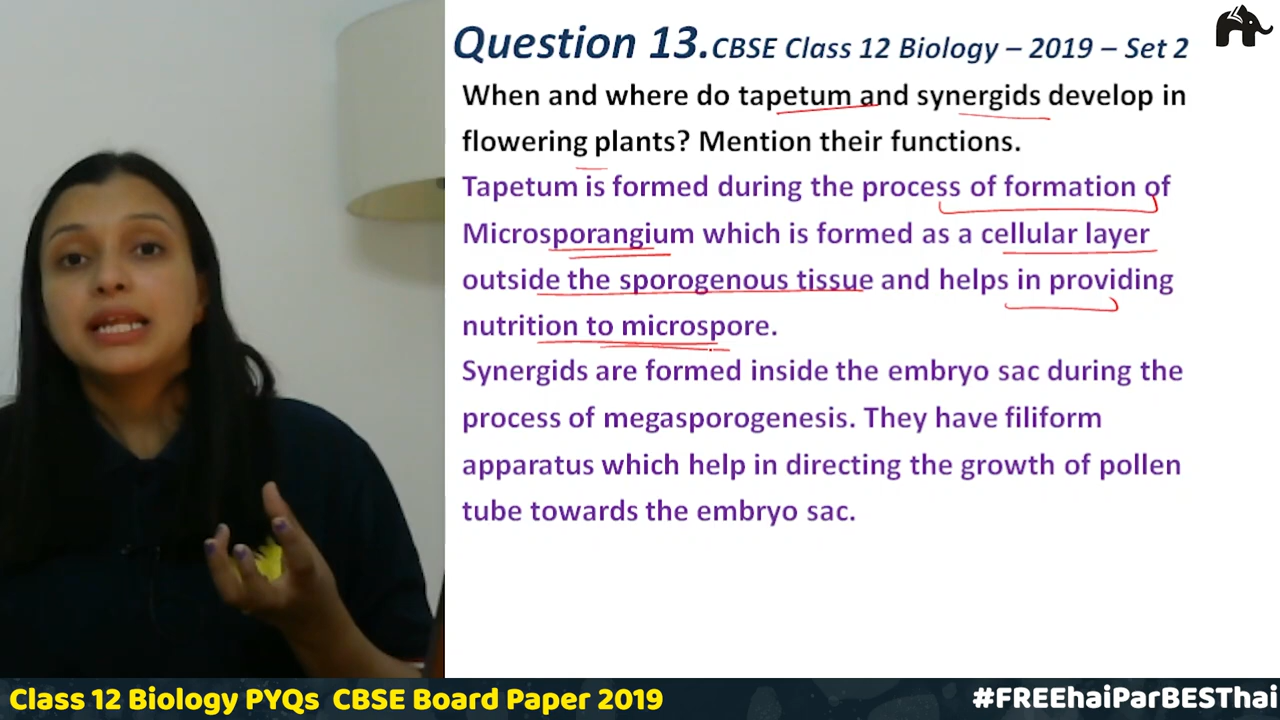 Question 13.CBSE Class 12 Biology – 2019 – Set 2
When and where do tapetum and synergids develop in
flowering plants? Mention their functions.
Tapetum is formed during the process of formation of
Microsporangium which is formed as a cellular layer
outside the sporogenous tissue and helps in providing
nutrition to microspore.
Synergids are formed inside the embryo sac during the
process of megasporogenesis. They have filiform
apparatus which help in directing the growth of pollen
tube towards the embryo sac.
Class 12 Biology PYQs CBSE Board Paper 2019
#FREEhaiParBESThai